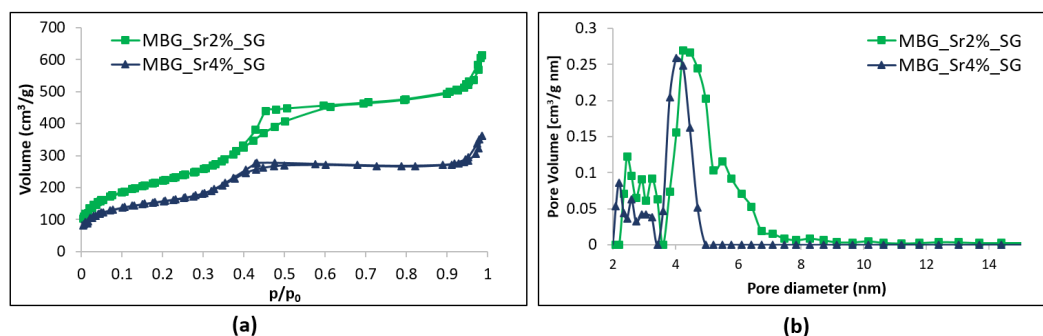 700
600
500
400
300
200
100
0
Volume (cm³/g)
MBG_Sr2%_SG
MBG_Sr4%_SG
0 0.1 0.2 0.3 0.4 0.5 0.6 0.7 0.8 0.9 1
p/p₀
(a)
0.3
0.25
0.2
0.15
0.1
0.05
0
Pore Volume [cm³/g nm]
MBG_Sr2%_SG
MBG_Sr4%_SG
2 4 6 8 10 12 14
Pore diameter (nm)
(b)